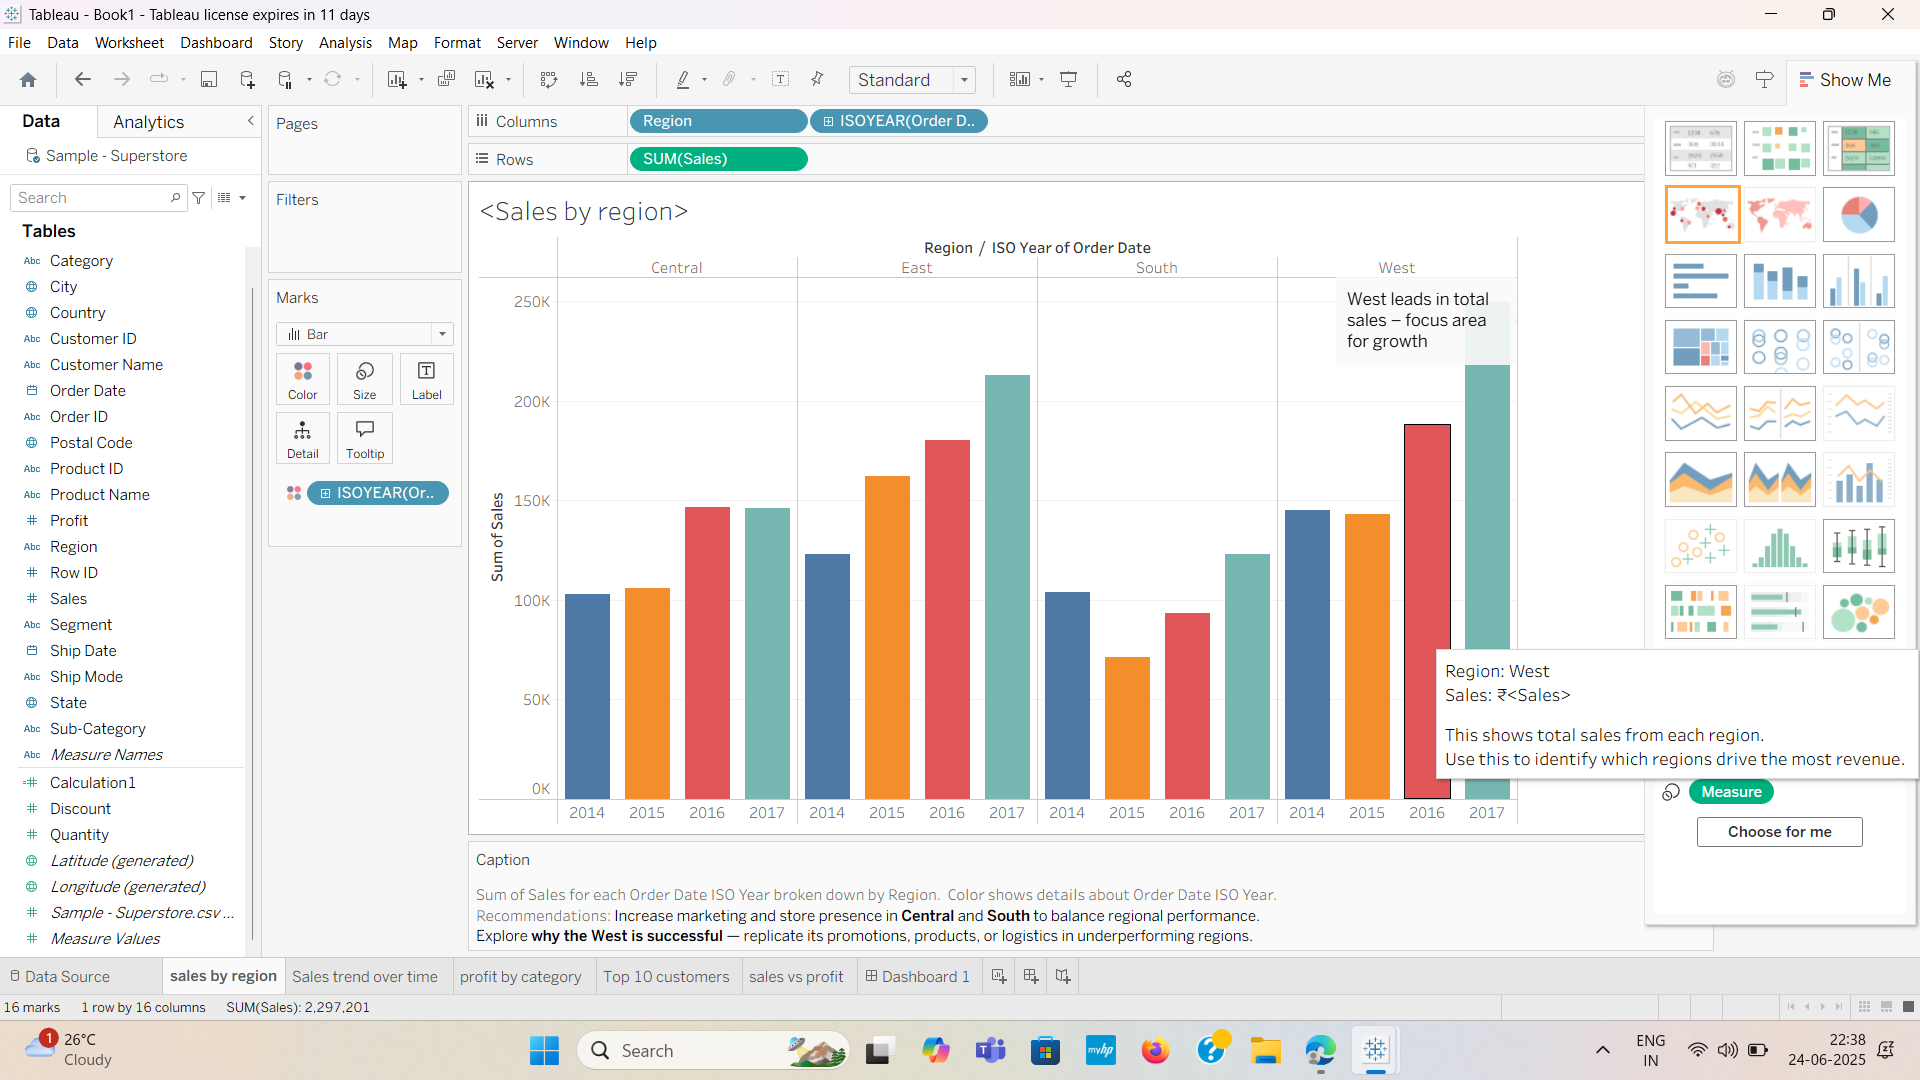 Tableau - Book1 - Tableau license expires in 11 days
File Data Worksheet Dashboard Story Analysis Map Format Server Window Help
Standard
Show Me
Data Analytics
Sample - Superstore
Search
Tables
Abc Category
City
Country
Abc Customer ID
Abc Customer Name
Order Date
Abc Order ID
Postal Code
Abc Product ID
Abc Product Name
# Profit
Abc Region
# Row ID
# Sales
Abc Segment
Ship Date
Abc Ship Mode
State
Abc Sub-Category
Abc Measure Names
=# Calculation1
# Discount
# Quantity
Latitude (generated)
Longitude (generated)
# Sample - Superstore.csv ...
# Measure Values
Pages
Filters
Marks
Bar
Color Size Label
Detail Tooltip
ISOYEAR(Or..
Columns Region ISOYEAR(Order D..
Rows SUM(Sales)
<Sales by region>
Region / ISO Year of Order Date
Central East South West
West leads in total
sales – focus area
for growth
Sum of Sales
250K
200K
150K
100K
50K
0K
2014 2015 2016 2017 2014 2015 2016 2017 2014 2015 2016 2017 2014 2015 2016 2017
Region: West
Sales: ₹<Sales>
This shows total sales from each region.
Use this to identify which regions drive the most revenue.
Measure
Choose for me
Caption
Sum of Sales for each Order Date ISO Year broken down by Region. Color shows details about Order Date ISO Year.
Recommendations: Increase marketing and store presence in Central and South to balance regional performance.
Explore why the West is successful — replicate its promotions, products, or logistics in underperforming regions.
Data Source sales by region Sales trend over time profit by category Top 10 customers sales vs profit Dashboard 1
16 marks 1 row by 16 columns SUM(Sales): 2,297,201
1
26°C
Cloudy
Search
myhp
ENG
IN
22:38
24-06-2025